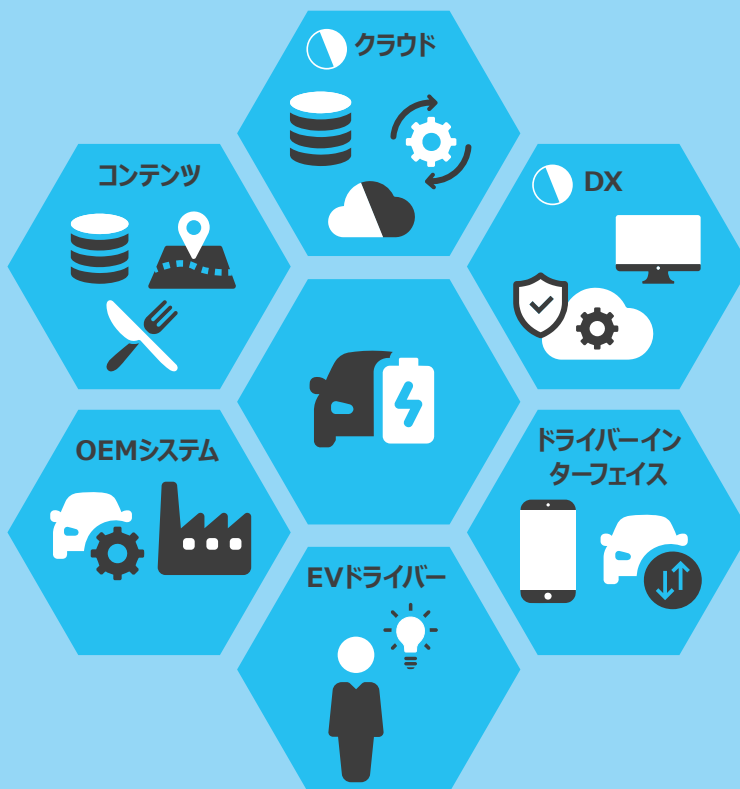 クラウド
コンテンツ
DX
OEMシステム
ドライバーイン
ターフェイス
EVドライバー